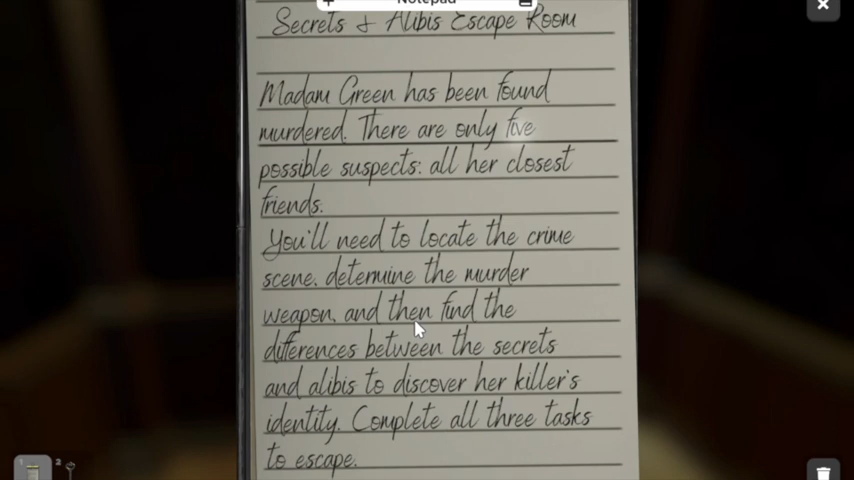 Notepad
Secrets & Alibis Escape Room
Madam Green has been found
murdered. There are only five
possible suspects: all her closest
friends.
You'll need to locate the crime
scene, determine the murder
weapon, and then find the
differences between the secrets
and alibis to discover her killer's
identity. Complete all three tasks
to escape.
1 2